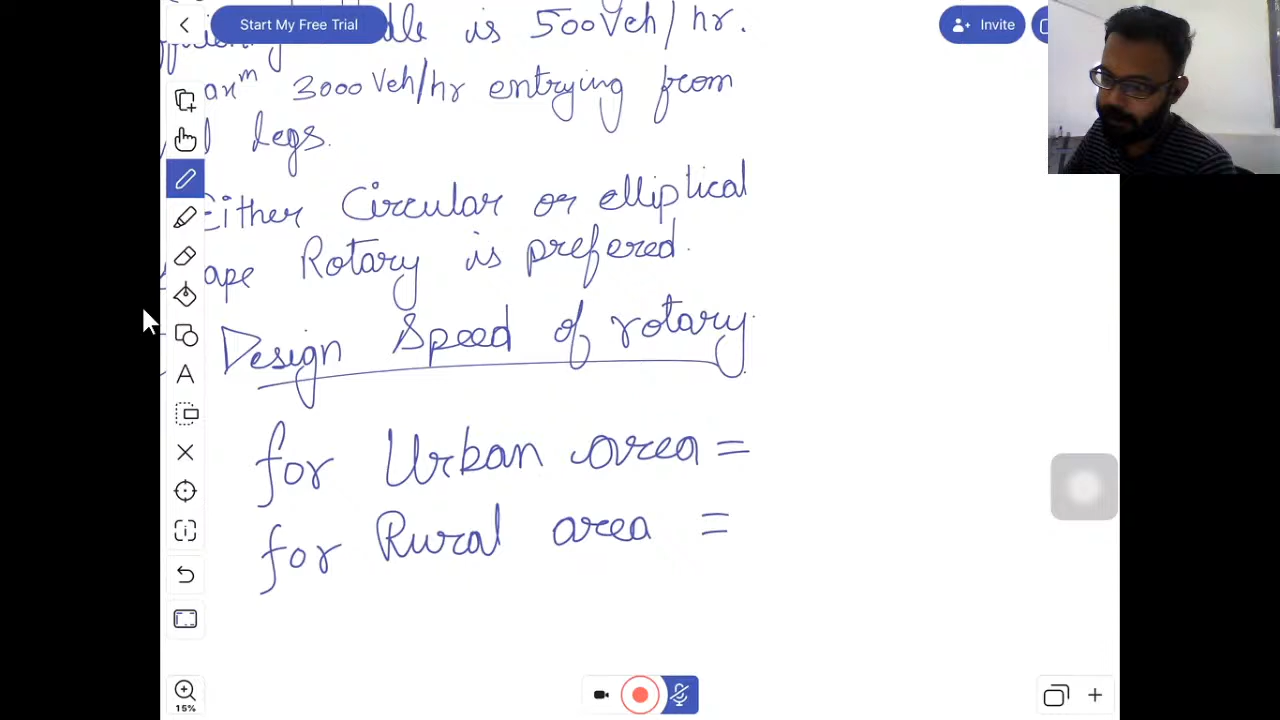 Start My Free Trial
Invite
is 500 Veh/hr.
3000 Veh/hr entrying from
legs.
Either Circular or elliptical
ape Rotary is prefered.
Design Speed of rotary
for Urban area =
for Rural area =
15%